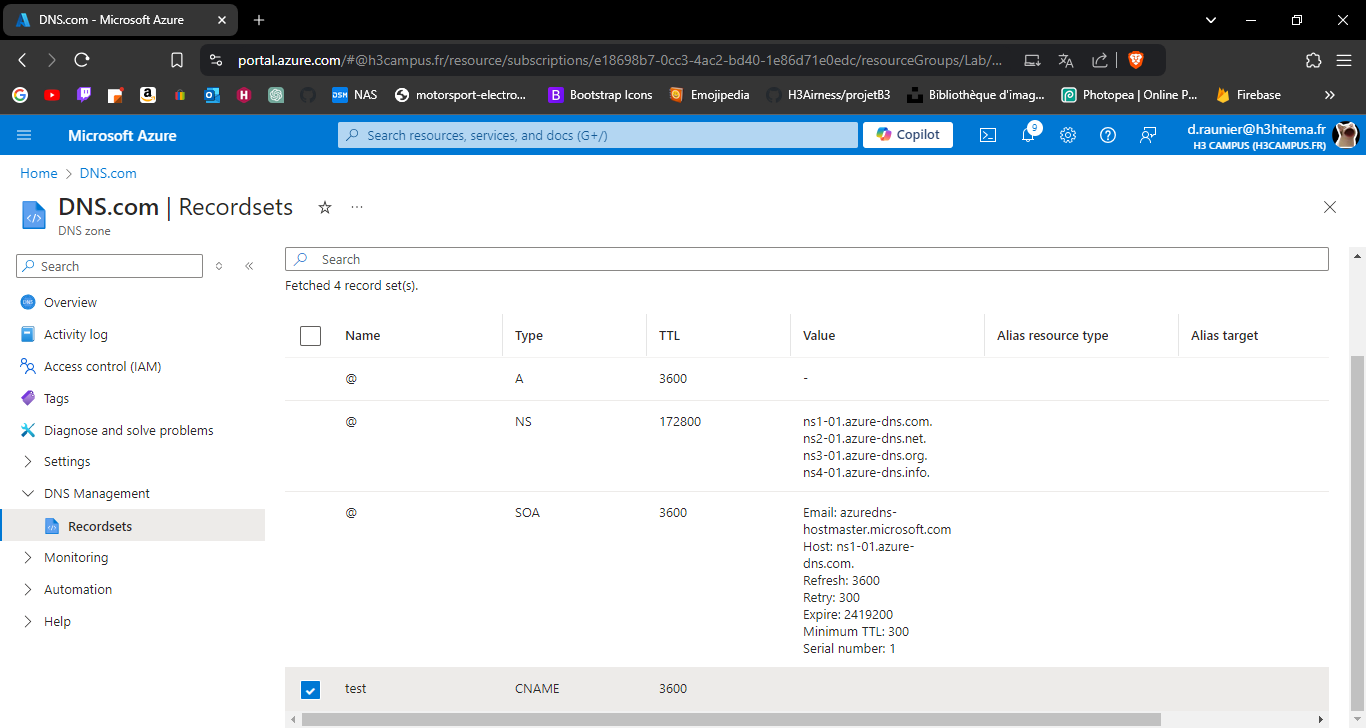 DNS.com - Microsoft Azure
portal.azure.com/#@h3campus.fr/resource/subscriptions/e18698b7-0cc3-4ac2-bd40-1e86d71e0edc/resourceGroups/Lab/...
DSM NAS motorsport-electro... B Bootstrap Icons Emojipedia H3Airness/projetB3 Bibliothèque d'imag... Photopea | Online P... Firebase
Microsoft Azure
Search resources, services, and docs (G+/)
Copilot
9
d.raunier@h3hitema.fr
H3 CAMPUS (H3CAMPUS.FR)
Home > DNS.com
DNS.com | Recordsets
DNS zone
Search
Overview
Activity log
Access control (IAM)
Tags
Diagnose and solve problems
Settings
DNS Management
Recordsets
Monitoring
Automation
Help
Search
Fetched 4 record set(s).
Name Type TTL Value Alias resource type Alias target
@ A 3600 -
@ NS 172800 ns1-01.azure-dns.com.
ns2-01.azure-dns.net.
ns3-01.azure-dns.org.
ns4-01.azure-dns.info.
@ SOA 3600 Email: azuredns-
hostmaster.microsoft.com
Host: ns1-01.azure-
dns.com.
Refresh: 3600
Retry: 300
Expire: 2419200
Minimum TTL: 300
Serial number: 1
test CNAME 3600